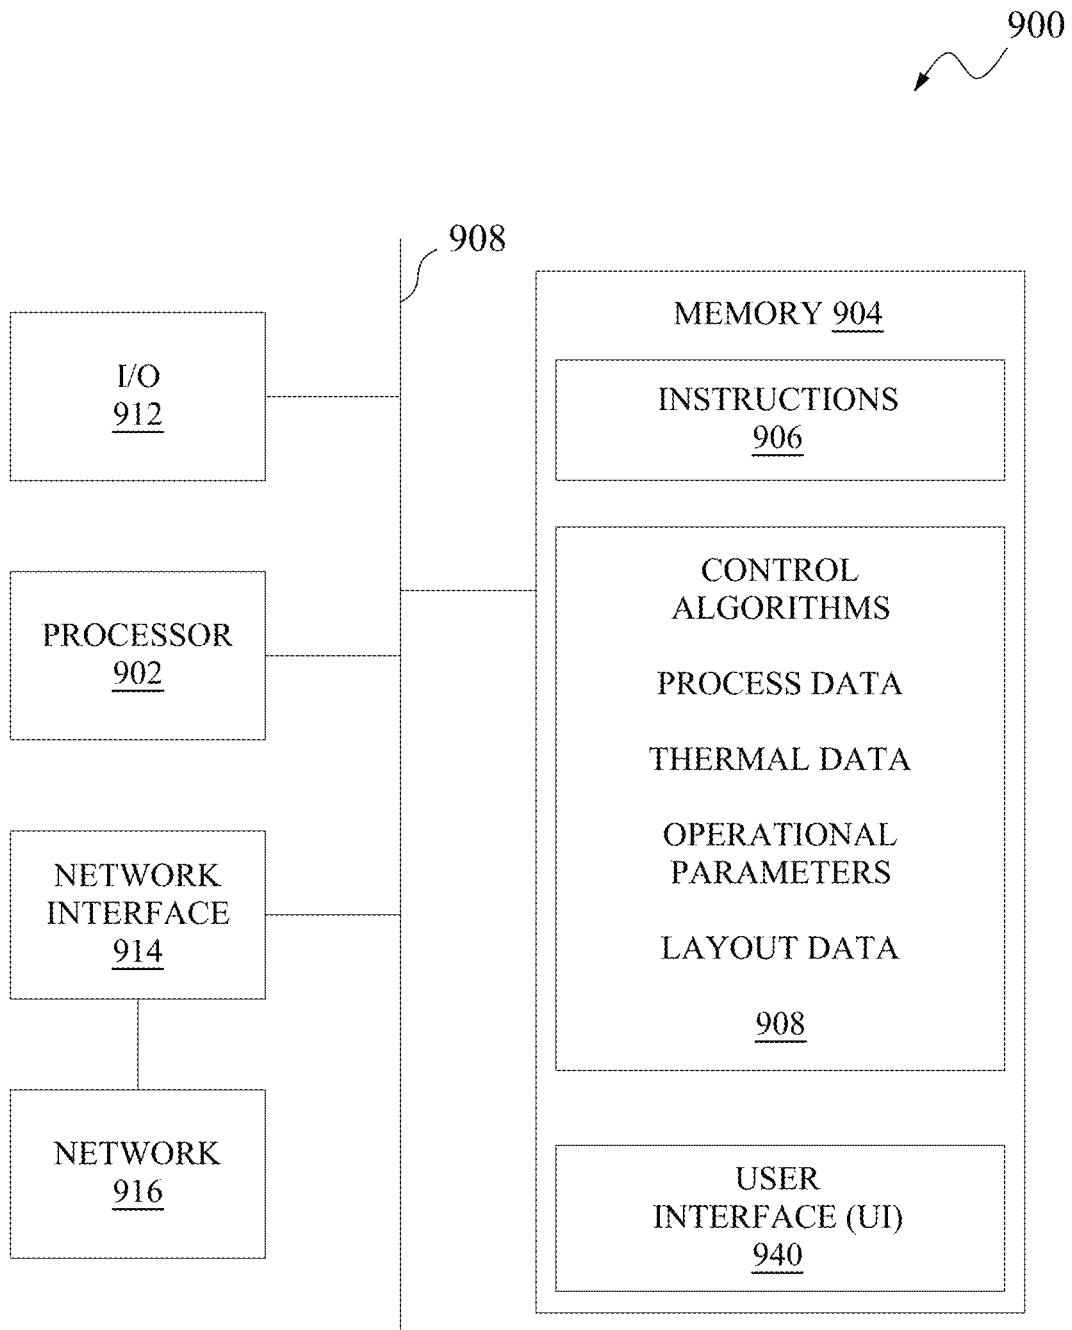 900
908
I/O
912
PROCESSOR
902
NETWORK
INTERFACE
914
NETWORK
916
MEMORY 904
INSTRUCTIONS
906
CONTROL
ALGORITHMS
PROCESS DATA
THERMAL DATA
OPERATIONAL
PARAMETERS
LAYOUT DATA
908
USER
INTERFACE (UI)
940